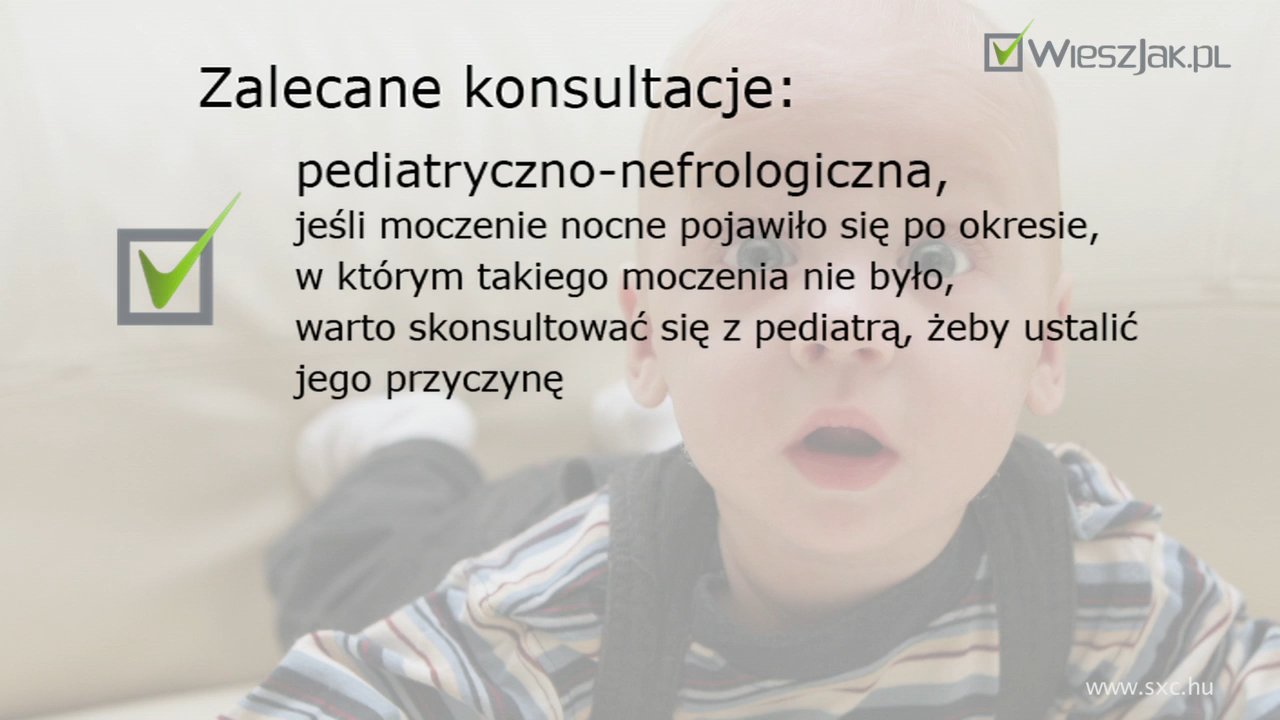 WieszJak.pl
Zalecane konsultacje:
pediatryczno-nefrologiczna,
jeśli moczenie nocne pojawiło się po okresie,
w którym takiego moczenia nie było,
warto skonsultować się z pediatrą, żeby ustalić
jego przyczynę
www.sxc.hu